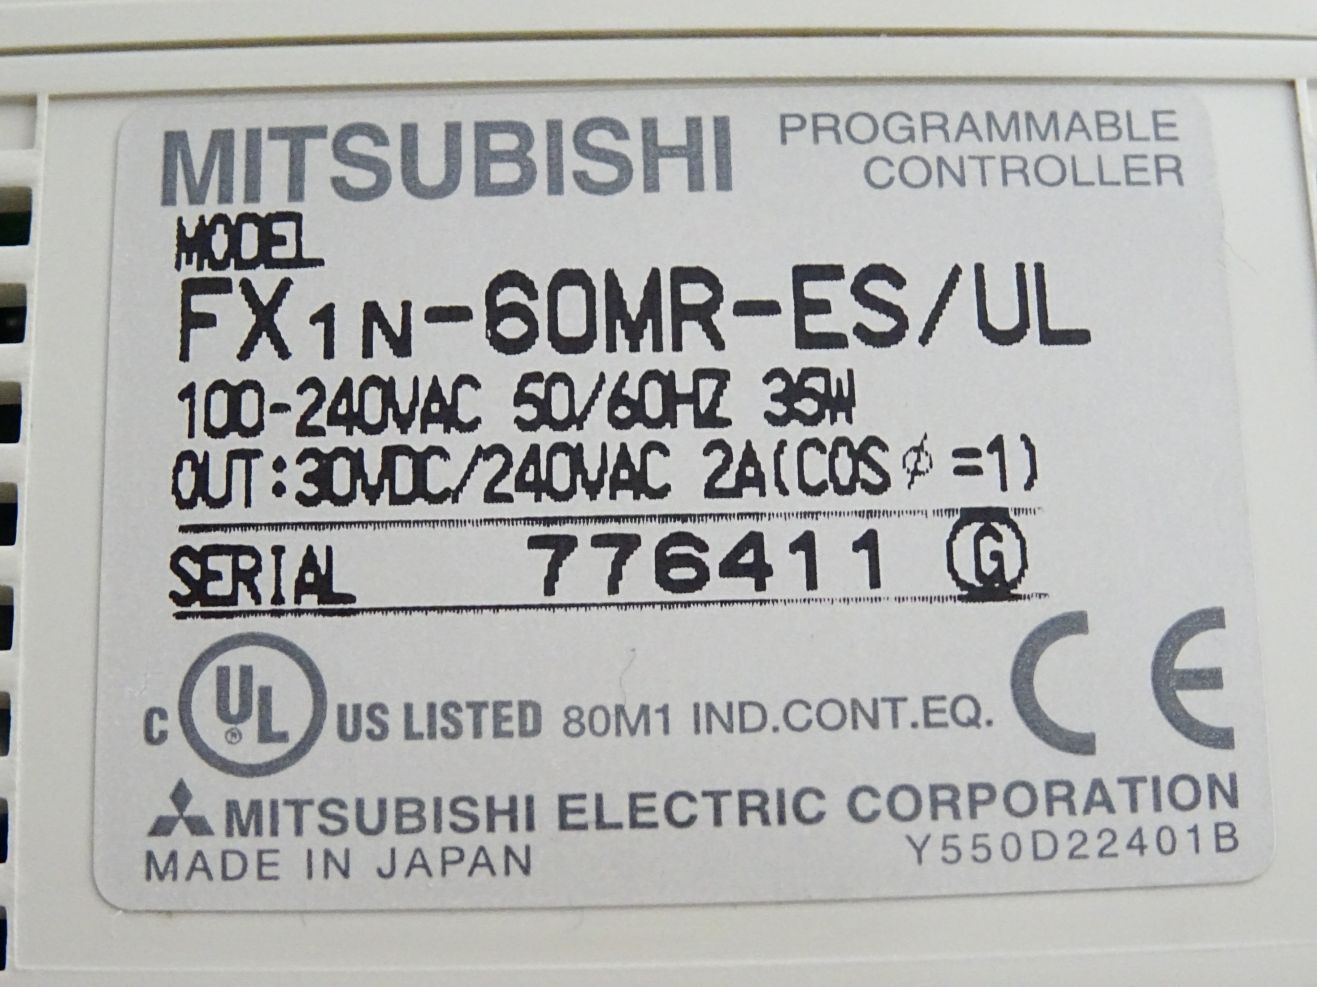 MITSUBISHI
PROGRAMMABLE
CONTROLLER
MODEL
FX1N-60MR-ES/UL
100-240VAC 50/60HZ 35W
OUT:30VDC/240VAC 2A(COSφ=1)
SERIAL 776411 G
C UL® US LISTED 80M1 IND.CONT.EQ. CE
MITSUBISHI ELECTRIC CORPORATION
MADE IN JAPAN Y550D22401B